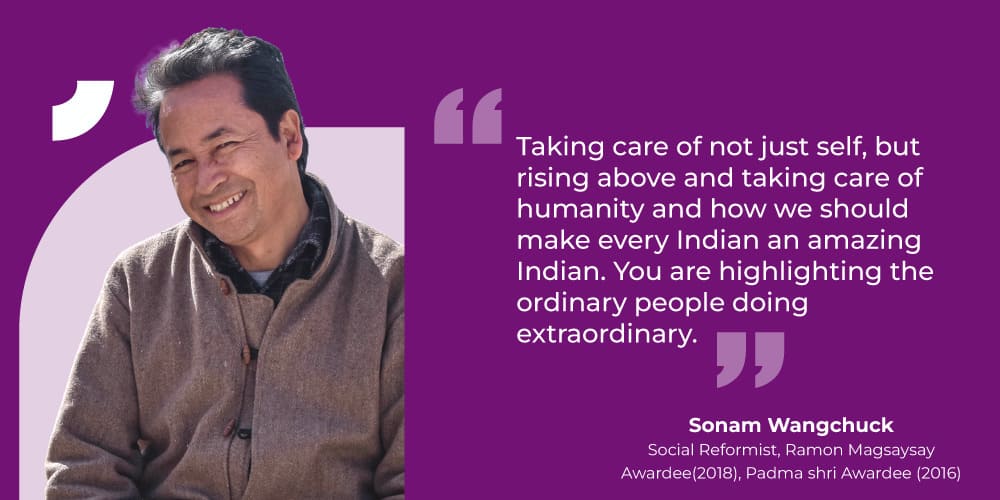 Taking care of not just self, but
rising above and taking care of
humanity and how we should
make every Indian an amazing
Indian. You are highlighting the
ordinary people doing
extraordinary.
Sonam Wangchuck
Social Reformist, Ramon Magsaysay
Awardee(2018), Padma shri Awardee (2016)